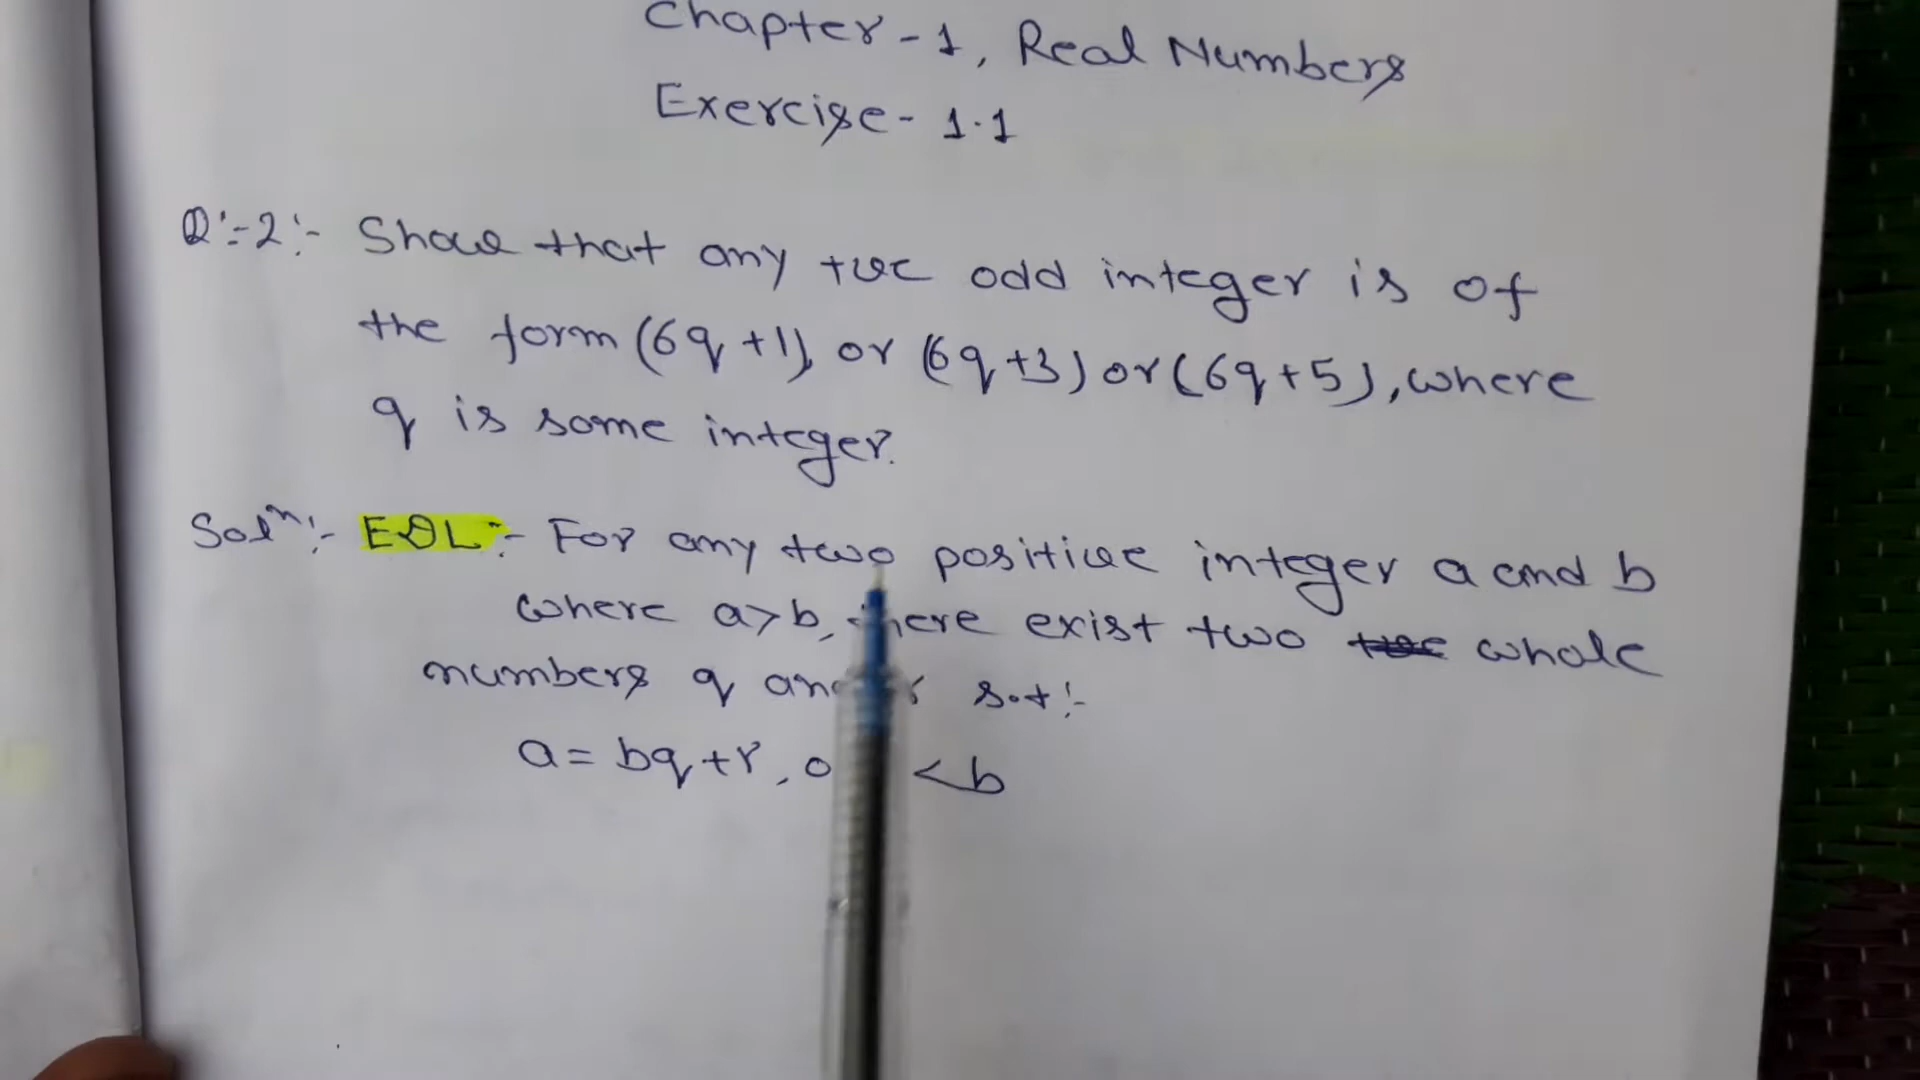 Chapter-1, Real Numbers
Exercise- 1.1
Q:-2:- Show that any +ve odd integer is of
the form (6q+1), or (6q+3) or (6q+5), where
q is some integer.
Solⁿ:- EDL:- For any two positive integer a and b
where a>b, there exist two whole
numbers q and r s.t:-
a = bq+r, 0 < b